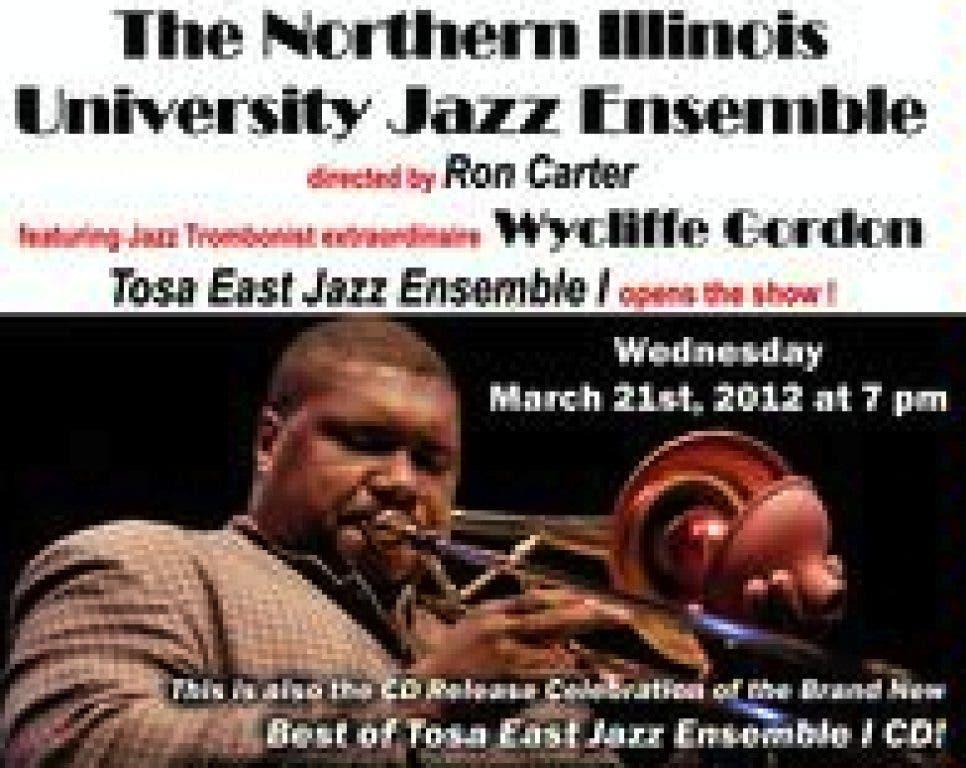 The Northern Illinois
University Jazz Ensemble
directed by Ron Carter
featuring Jazz Trombonist extraordinaire Wycliffe Gordon
Tosa East Jazz Ensemble I opens the show !
Wednesday
March 21st, 2012 at 7 pm
This is also the CD Release Celebration of the Brand New
Best of Tosa East Jazz Ensemble I CD!